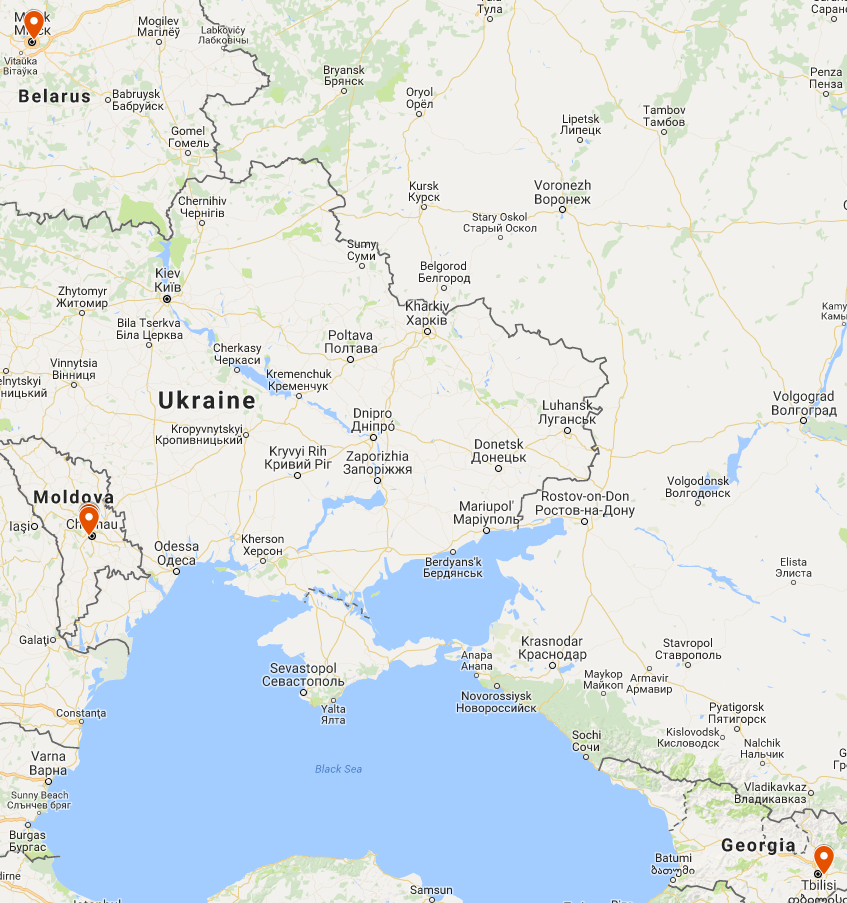 Тула
Mogilev
Магілёў
Labkovičy
Лабковічы
Vitaŭka
Вітаўка
Belarus
Babruysk
Бабруйск
Bryansk
Брянск
Oryol
Орёл
Penza
Пенза
Lipetsk
Липецк
Tambov
Тамбов
Gomel
Гомель
Kursk
Курск
Voronezh
Воронеж
Chernihiv
Чернігів
Stary Oskol
Старый Оскол
Sumy
Суми
Belgorod
Белгород
Kiev
Київ
Zhytomyr
Житомир
Kharkiv
Харків
Bila Tserkva
Біла Церква
Poltava
Полтава
Cherkasy
Черкаси
Vinnytsia
Вінниця
Kremenchuk
Кременчук
Ukraine
Volgograd
Волгоград
Luhansk
Луганськ
Dnipro
Дніпро
Kropyvnytskyi
Кропивницький
Donetsk
Донецьк
Kryvyi Rih
Кривий Ріг
Zaporizhia
Запоріжжя
Volgodonsk
Волгодонск
Moldova
Rostov-on-Don
Ростов-на-Дону
Mariupol'
Маріуполь
Iaşi
Odessa
Одеса
Kherson
Херсон
Berdyans'k
Бердянськ
Elista
Элиста
Galaţi
Krasnodar
Краснодар
Stavropol
Ставрополь
Sevastopol
Севастополь
Anapa
Анапа
Maykop
Майкоп
Armavir
Армавир
Novorossiysk
Новороссийск
Yalta
Ялта
Constanţa
Pyatigorsk
Пятигорск
Sochi
Сочи
Kislovodsk
Кисловодск
Nalchik
Нальчик
Varna
Варна
Black Sea
Vladikavkaz
Владикавказ
Sunny Beach
Слънчев бряг
Burgas
Бургас
Georgia
Batumi
ბათუმი
Tbilisi
Samsun